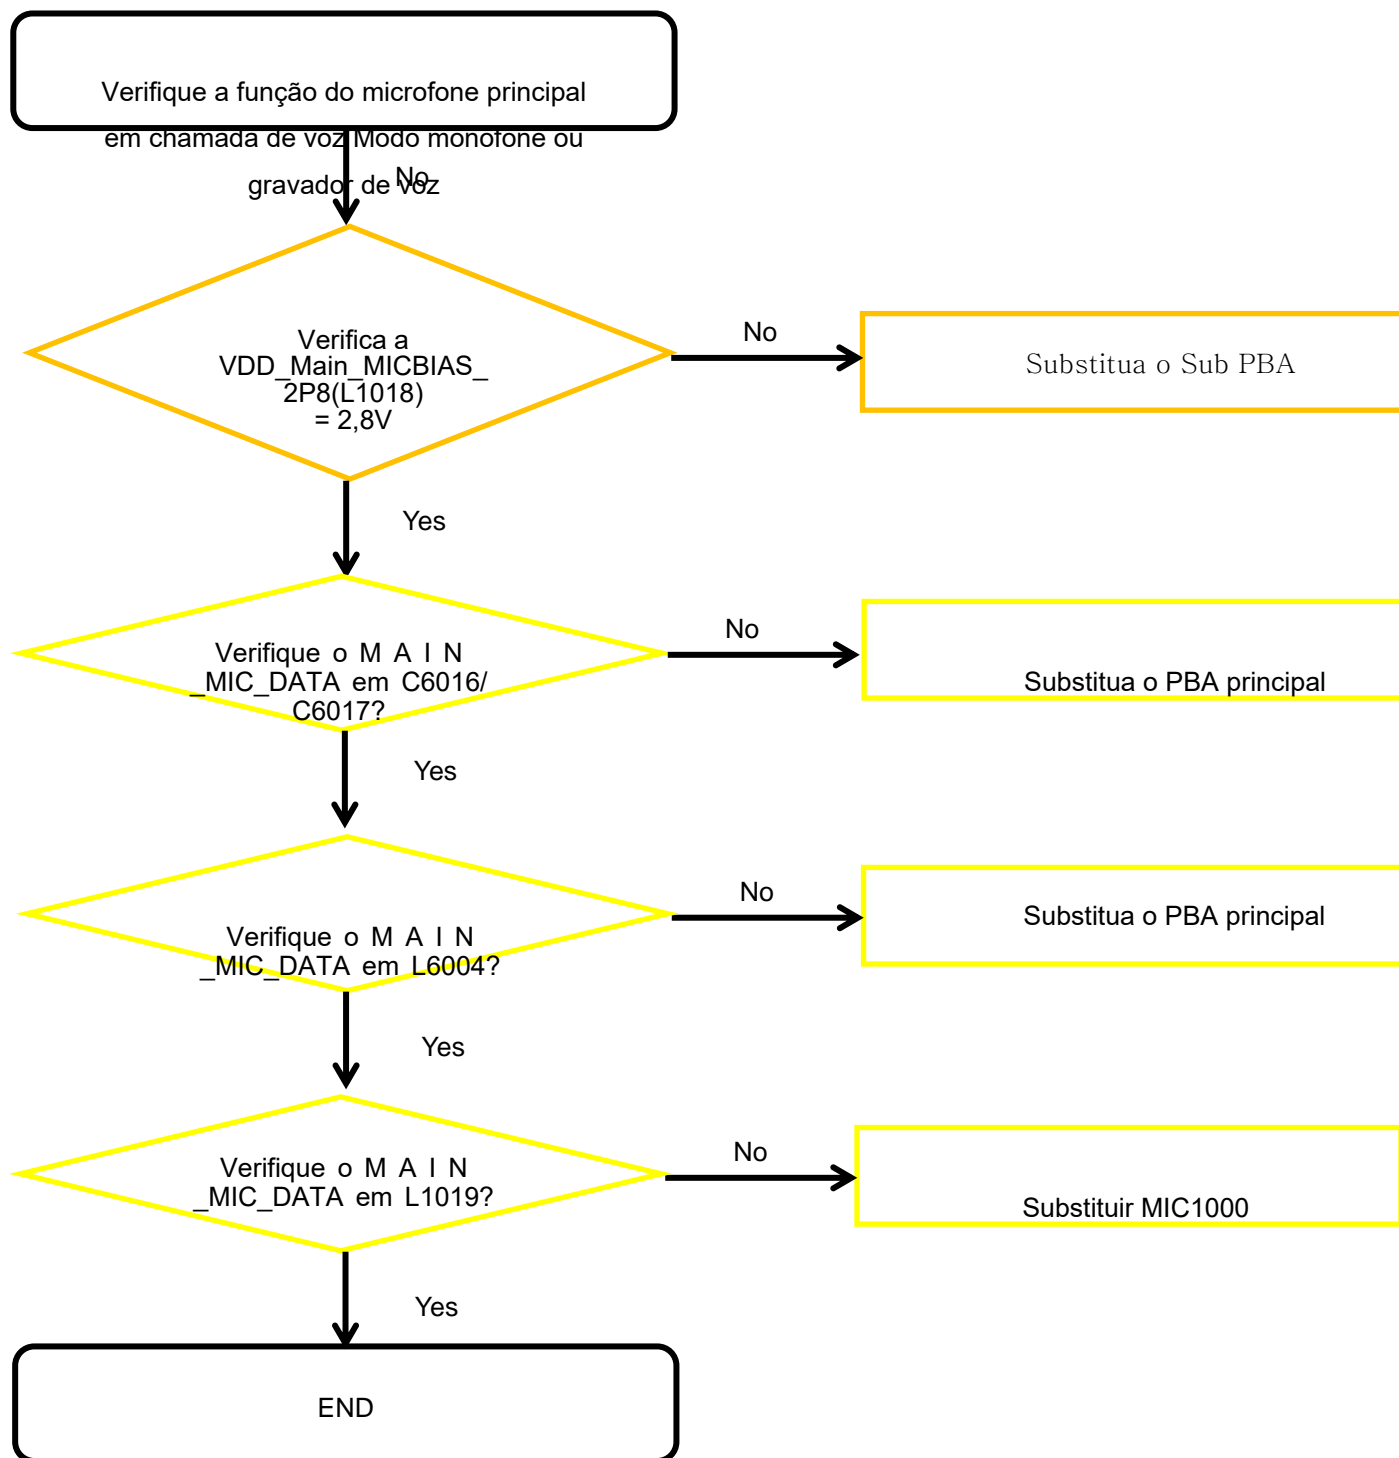 Verifique a função do microfone principal
em chamada de voz Modo monofone ou
gravador de voz
No
Verifica a
VDD_Main_MICBIAS_
2P8(L1018)
= 2,8V
No
Substitua o Sub PBA
Yes
Verifique o M A I N
_MIC_DATA em C6016/
C6017?
No
Substitua o PBA principal
Yes
Verifique o M A I N
_MIC_DATA em L6004?
No
Substitua o PBA principal
Yes
Verifique o M A I N
_MIC_DATA em L1019?
No
Substituir MIC1000
Yes
END